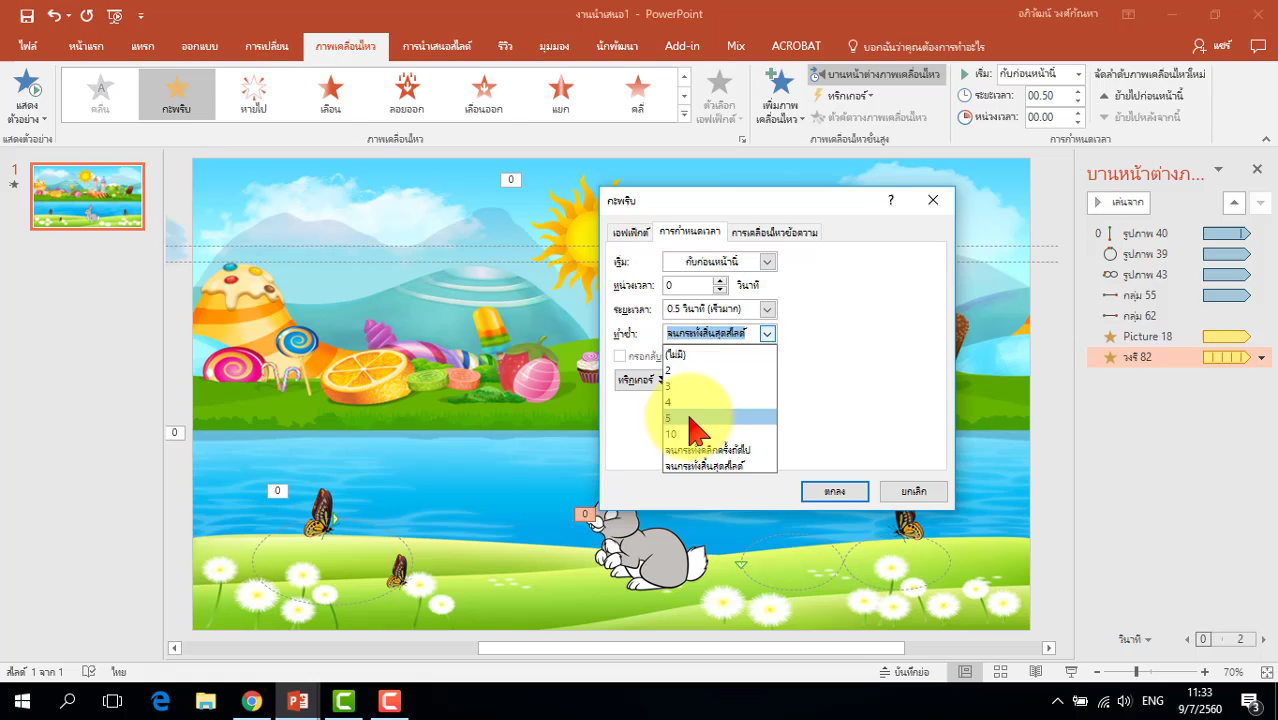 งานนำเสนอ1 - PowerPoint
อภิวัฒน์ วงศ์กัณหา
ไฟล์ หน้าแรก แทรก ออกแบบ การเปลี่ยน ภาพเคลื่อนไหว การนำเสนอสไลด์ รีวิว มุมมอง นักพัฒนา Add-in Mix ACROBAT บอกฉันว่าคุณต้องการทำอะไร แชร์
แสดง
ตัวอย่าง
แสดงตัวอย่าง
กะพริบ หายไป เลือน ลอยออก เลื่อนออก แยก
ภาพเคลื่อนไหว
ตัวเลือก
เอฟเฟ็กต์
เพิ่มภาพ
เคลื่อนไหว
บานหน้าต่างภาพเคลื่อนไหว
ทริกเกอร์
ตัวคัดวางภาพเคลื่อนไหว
ภาพเคลื่อนไหวขั้นสูง
เริ่ม: กับก่อนหน้านี้
ระยะเวลา: 00.50
หน่วงเวลา: 00.00
จัดลำดับภาพเคลื่อนไหวใหม่
ย้ายไปก่อนหน้านี้
ย้ายไปหลังจากนี้
การกำหนดเวลา
1
0
0
0
0
กะพริบ
?
เอฟเฟ็กต์ การกำหนดเวลา การเคลื่อนไหวข้อความ
เริ่ม: กับก่อนหน้านี้
หน่วงเวลา: 0 วินาที
ระยะเวลา: 0.5 วินาที (เร็วมาก)
ทำซ้ำ: จนกระทั่งสิ้นสุดสไลด์
(ไม่มี)
2
3
4
5
10
จนกระทั่งคลิกครั้งถัดไป
จนกระทั่งสิ้นสุดสไลด์
กรอกลับ
ทริกเกอร์
ตกลง ยกเลิก
บานหน้าต่างภ...
เล่นจาก
0 รูปภาพ 40
รูปภาพ 39
รูปภาพ 43
กลุ่ม 55
กลุ่ม 62
Picture 18
วงรี 82
วินาที 0 2
สไลด์ 1 จาก 1 ไทย บันทึกย่อ 70%
ENG
11:33
9/7/2560
3